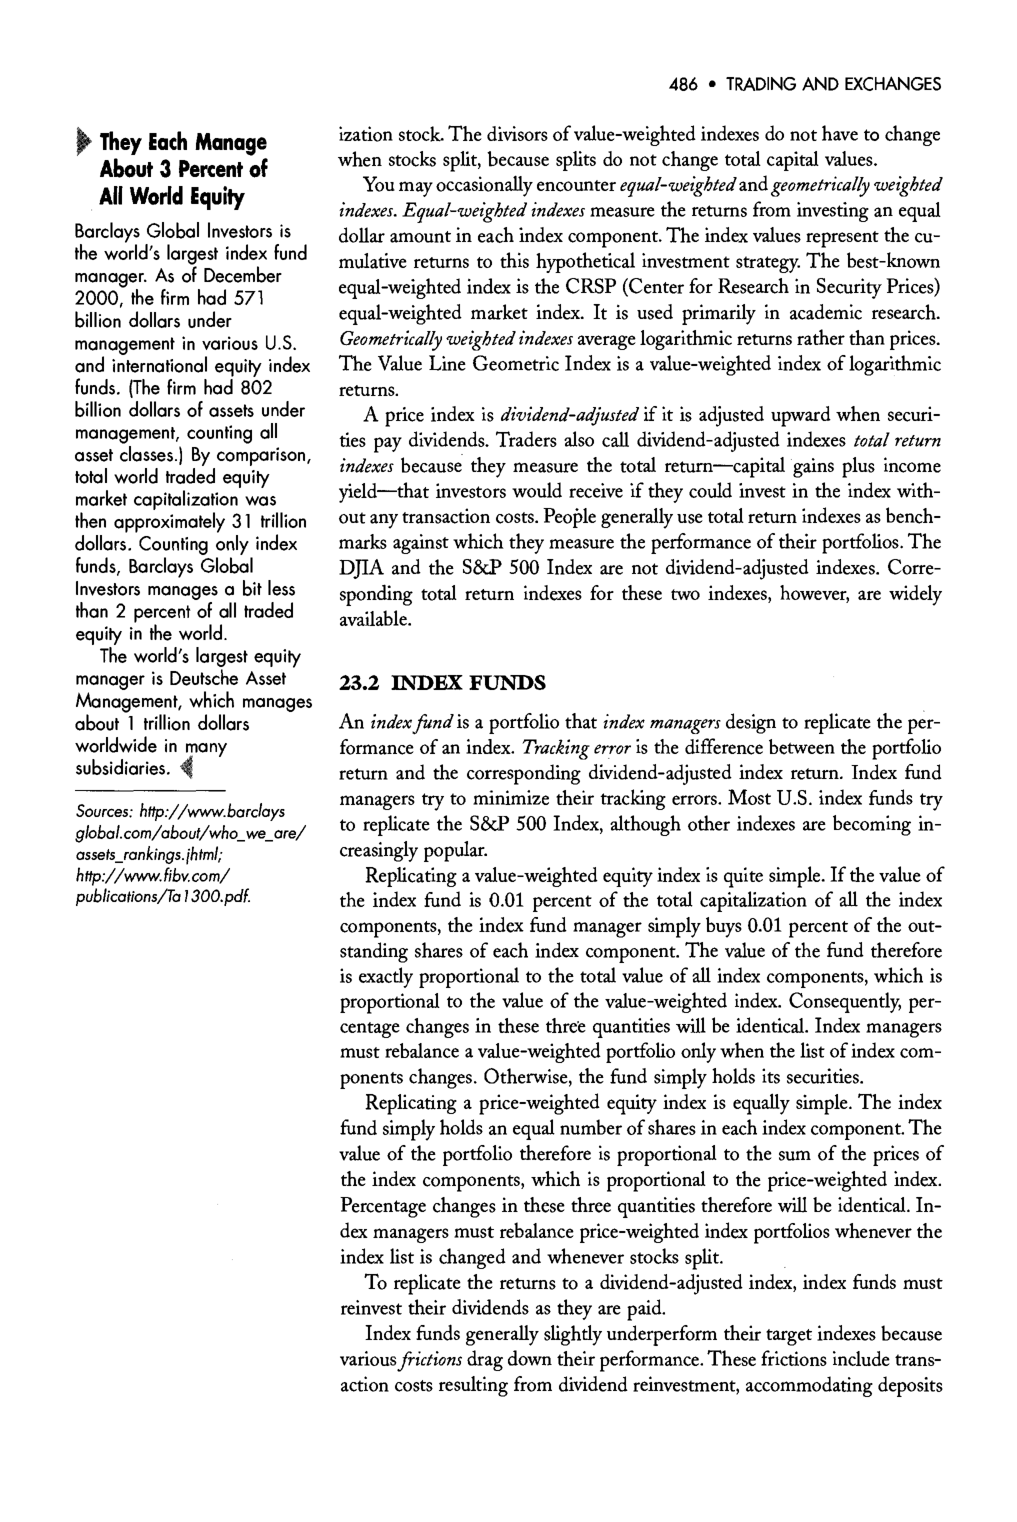 486 • TRADING AND EXCHANGES
They Each Manage
About 3 Percent of
All World Equity
Barclays Global Investors is
the world's largest index fund
manager. As of December
2000, the firm had 571
billion dollars under
management in various U.S.
and international equity index
funds. (The firm had 802
billion dollars of assets under
management, counting all
asset classes.) By comparison,
total world traded equity
market capitalization was
then approximately 31 trillion
dollars. Counting only index
funds, Barclays Global
Investors manages a bit less
than 2 percent of all traded
equity in the world.
The world's largest equity
manager is Deutsche Asset
Management, which manages
about 1 trillion dollars
worldwide in many
subsidiaries.
Sources: http://www.barclays
global.com/about/who_we_are/
assets_rankings.jhtml;
http://www.fibv.com/
publications/Ta1300.pdf.
ization stock. The divisors of value-weighted indexes do not have to change
when stocks split, because splits do not change total capital values.
You may occasionally encounter equal-weighted and geometrically weighted
indexes. Equal-weighted indexes measure the returns from investing an equal
dollar amount in each index component. The index values represent the cu-
mulative returns to this hypothetical investment strategy. The best-known
equal-weighted index is the CRSP (Center for Research in Security Prices)
equal-weighted market index. It is used primarily in academic research.
Geometrically weighted indexes average logarithmic returns rather than prices.
The Value Line Geometric Index is a value-weighted index of logarithmic
returns.
A price index is dividend-adjusted if it is adjusted upward when securi-
ties pay dividends. Traders also call dividend-adjusted indexes total return
indexes because they measure the total return—capital gains plus income
yield—that investors would receive if they could invest in the index with-
out any transaction costs. People generally use total return indexes as bench-
marks against which they measure the performance of their portfolios. The
DJIA and the S&P 500 Index are not dividend-adjusted indexes. Corre-
sponding total return indexes for these two indexes, however, are widely
available.
23.2 INDEX FUNDS
An index fund is a portfolio that index managers design to replicate the per-
formance of an index. Tracking error is the difference between the portfolio
return and the corresponding dividend-adjusted index return. Index fund
managers try to minimize their tracking errors. Most U.S. index funds try
to replicate the S&P 500 Index, although other indexes are becoming in-
creasingly popular.
Replicating a value-weighted equity index is quite simple. If the value of
the index fund is 0.01 percent of the total capitalization of all the index
components, the index fund manager simply buys 0.01 percent of the out-
standing shares of each index component. The value of the fund therefore
is exactly proportional to the total value of all index components, which is
proportional to the value of the value-weighted index. Consequently, per-
centage changes in these three quantities will be identical. Index managers
must rebalance a value-weighted portfolio only when the list of index com-
ponents changes. Otherwise, the fund simply holds its securities.
Replicating a price-weighted equity index is equally simple. The index
fund simply holds an equal number of shares in each index component. The
value of the portfolio therefore is proportional to the sum of the prices of
the index components, which is proportional to the price-weighted index.
Percentage changes in these three quantities therefore will be identical. In-
dex managers must rebalance price-weighted index portfolios whenever the
index list is changed and whenever stocks split.
To replicate the returns to a dividend-adjusted index, index funds must
reinvest their dividends as they are paid.
Index funds generally slightly underperform their target indexes because
various frictions drag down their performance. These frictions include trans-
action costs resulting from dividend reinvestment, accommodating deposits